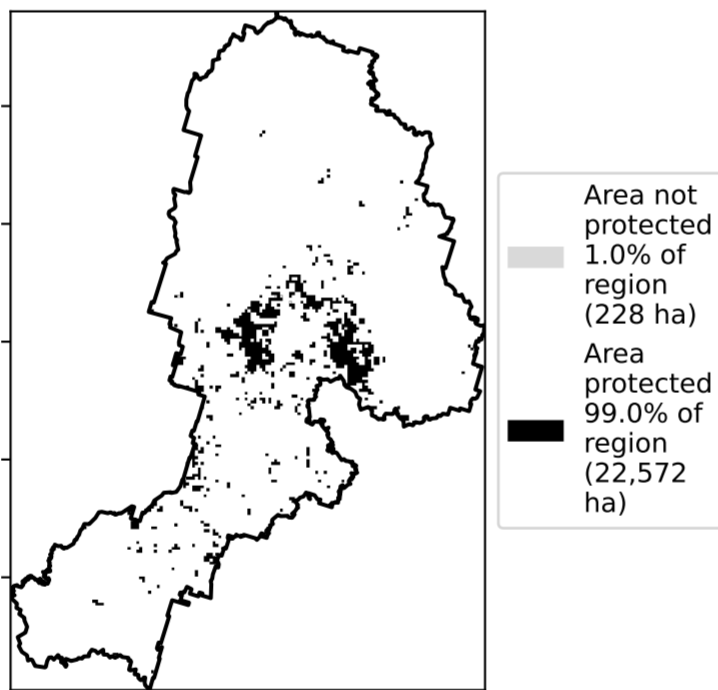 Area not
protected
1.0% of
region
(228 ha)
Area
protected
99.0% of
region
(22,572
ha)